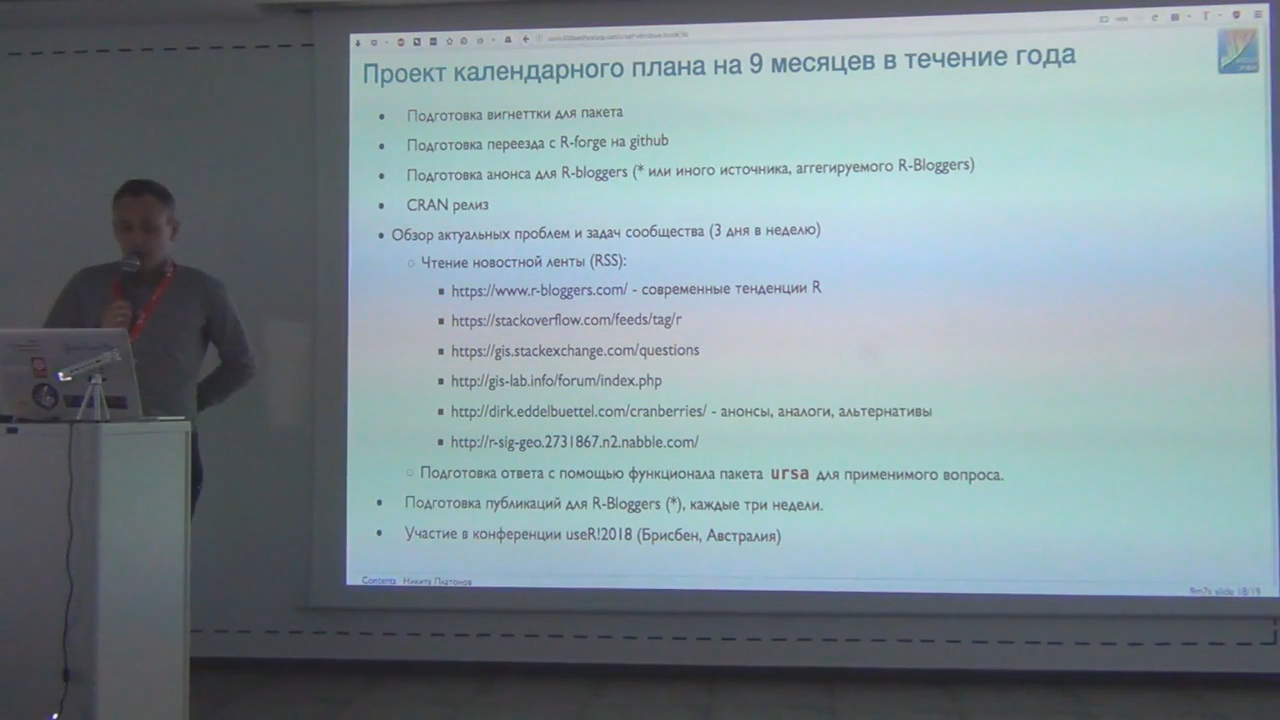 Проект календарного плана на 9 месяцев в течение года
• Подготовка вигнеттки для пакета
• Подготовка переезда с R-forge на github
• Подготовка анонса для R-bloggers (* или иного источника, аггегируемого R-Bloggers)
• CRAN релиз
• Обзор актуальных проблем и задач сообщества (3 дня в неделю)
○ Чтение новостной ленты (RSS):
▪ https://www.r-bloggers.com/ - современные тенденции R
▪ https://stackoverflow.com/feeds/tag/r
▪ https://gis.stackexchange.com/questions
▪ http://gis-lab.info/forum/index.php
▪ http://dirk.eddelbuettel.com/cranberries/ - анонсы, аналоги, альтернативы
▪ http://r-sig-geo.2731867.n2.nabble.com/
○ Подготовка ответа с помощью функционала пакета ursa для применимого вопроса.
• Подготовка публикаций для R-Bloggers (*), каждые три недели.
• Участие в конференции useR!2018 (Брисбен, Австралия)
Contents Никита Платонов
slide 18/19